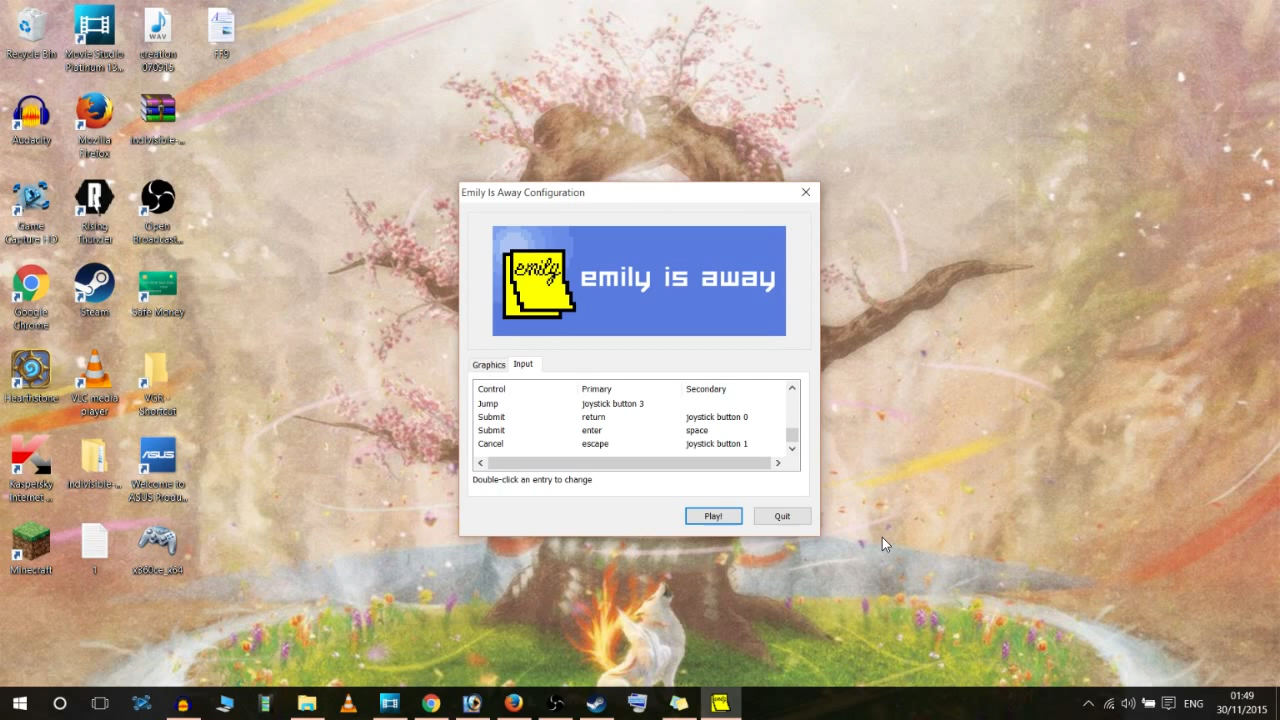 Recycle Bin
Movie Studio
Platinum 13...
WAV
creation
070915
FF9
Audacity
Mozilla
Firefox
indivisible-...
Game
Capture HD
Rising
Thunder
Open
Broadcast...
Google
Chrome
Steam
Safe Money
Hearthstone
VLC media
player
VGR -
Shortcut
Kaspersky
Internet ...
indivisible-...
ASUS
Welcome to
ASUS Produ...
Minecraft
1
x360ce_x64
Emily Is Away Configuration
emily
emily is away
Graphics Input
Control Primary Secondary
Jump joystick button 3
Submit return joystick button 0
Submit enter space
Cancel escape joystick button 1
Double-click an entry to change
Play! Quit
ENG
01:49
30/11/2015